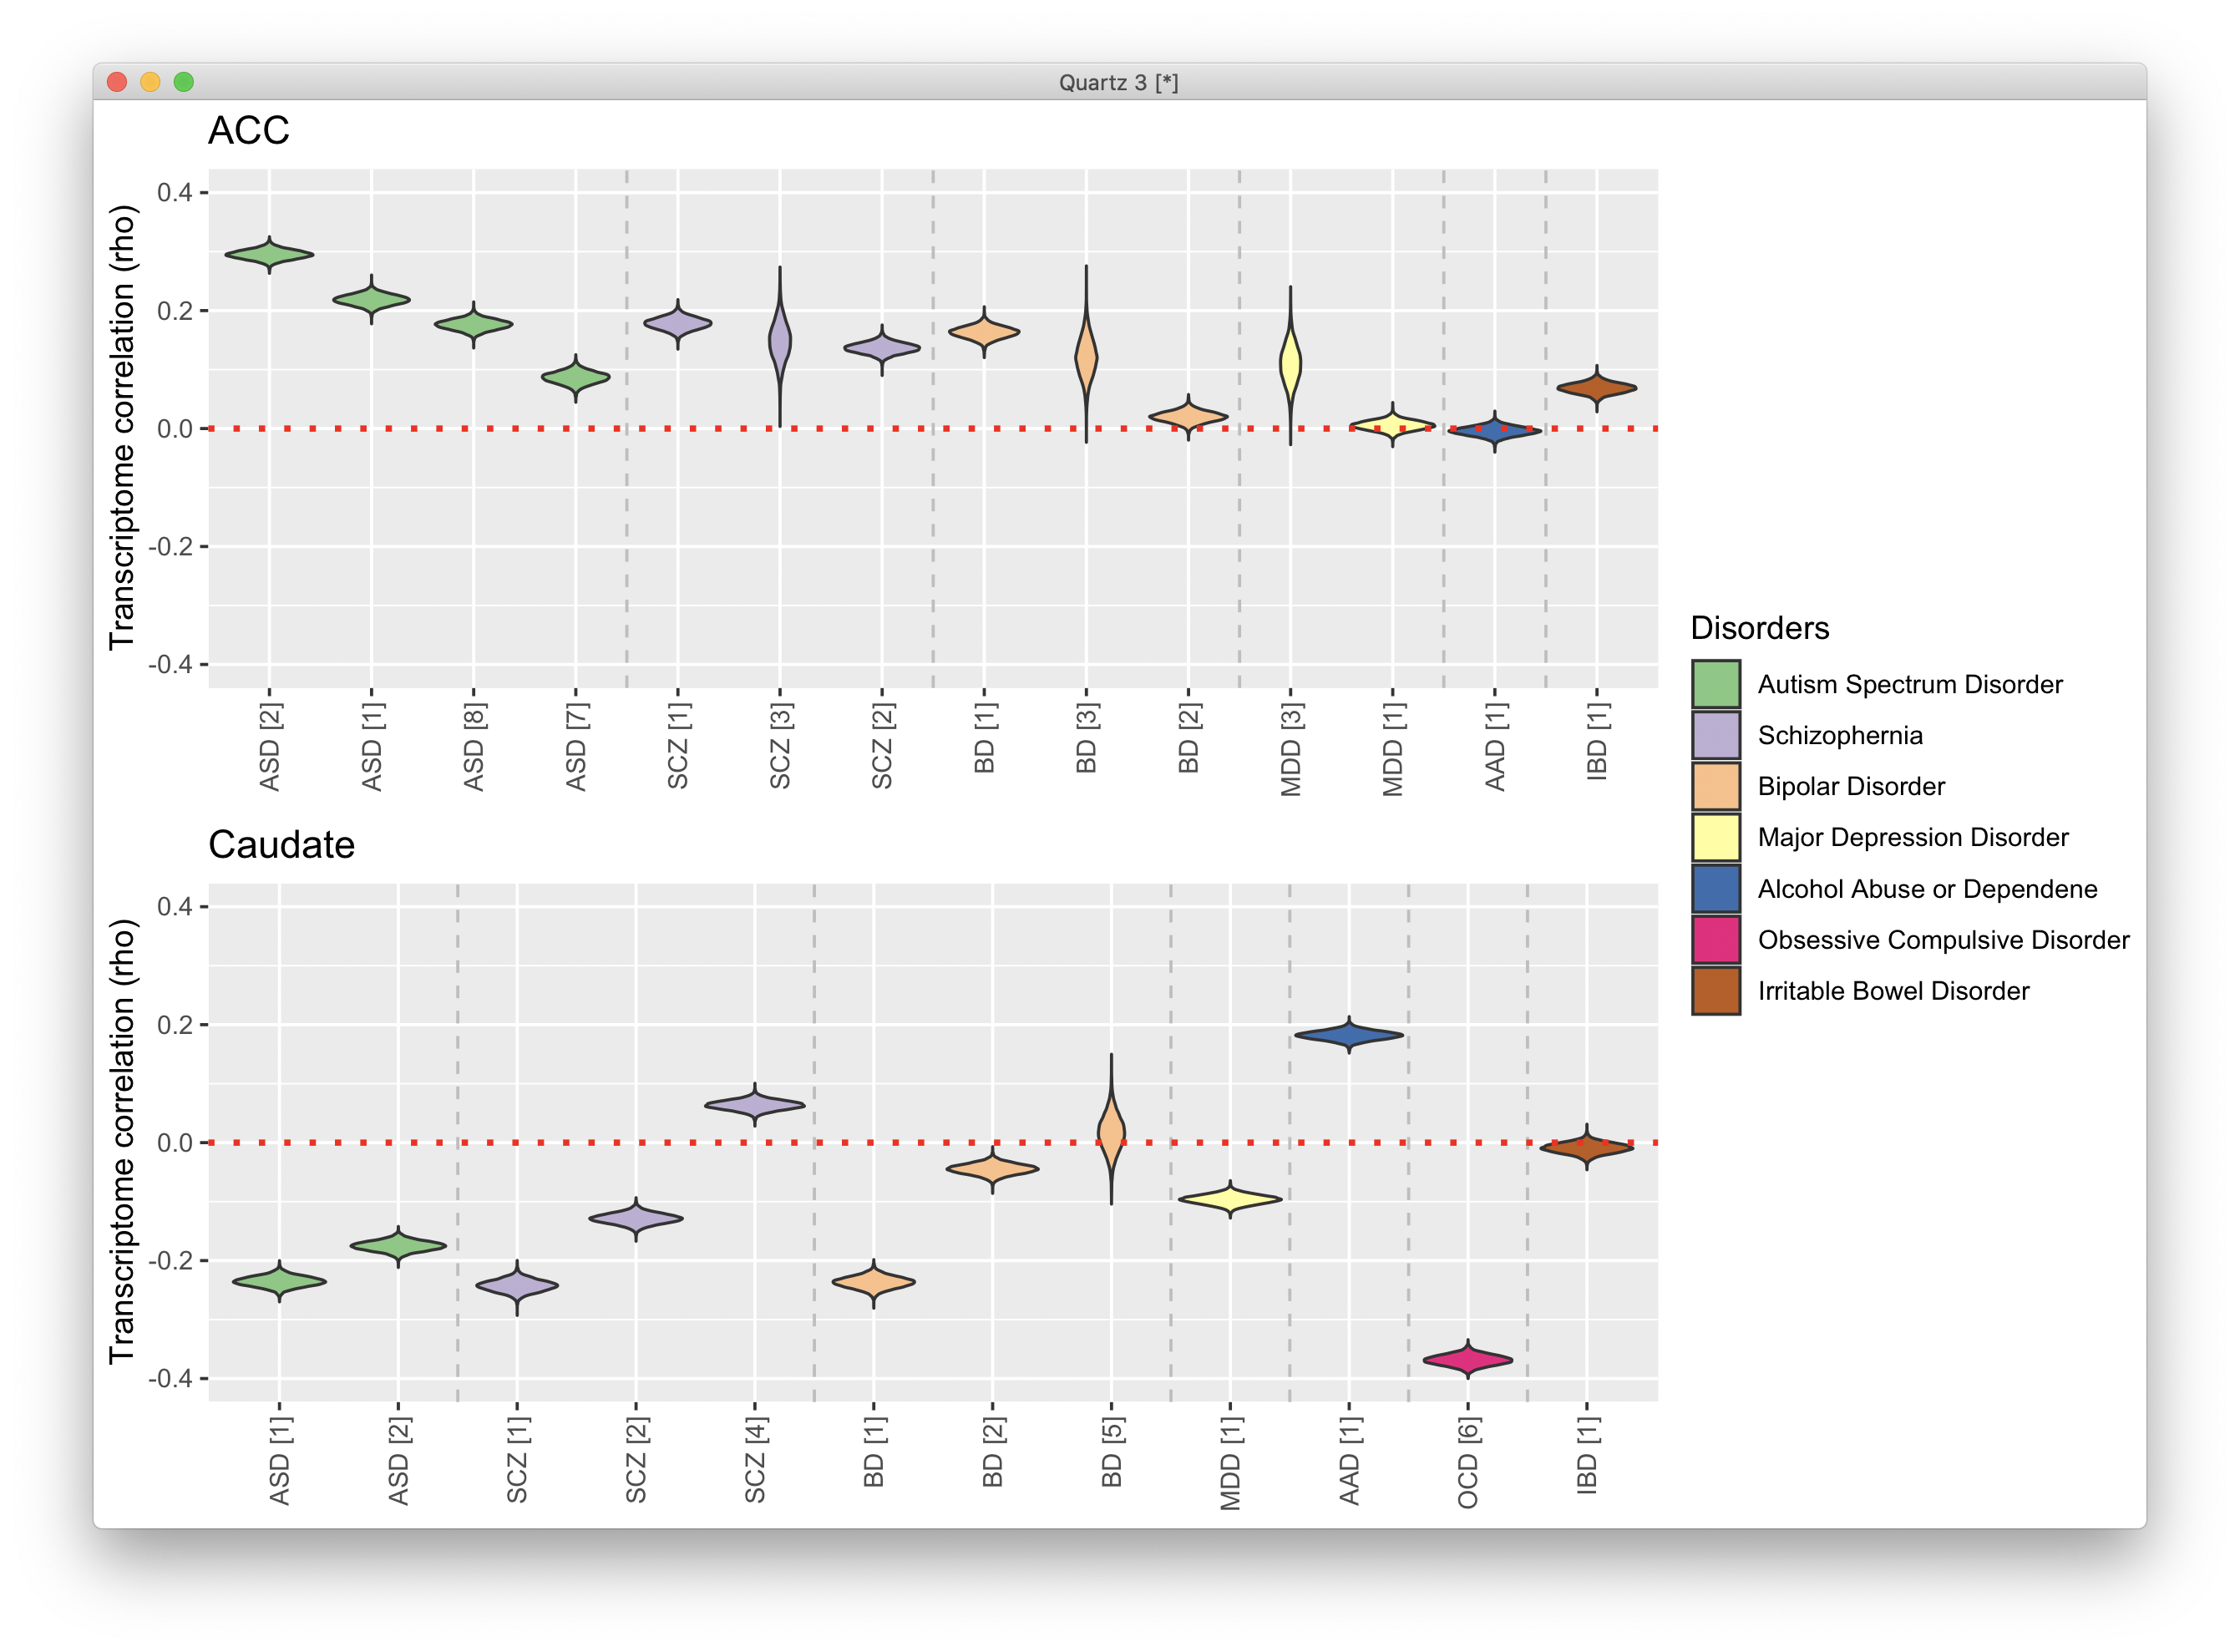 Quartz 3 [*]
ACC
Transcriptome correlation (rho)
0.4
0.2
0.0
-0.2
-0.4
ASD [2]
ASD [1]
ASD [8]
ASD [7]
SCZ [1]
SCZ [3]
SCZ [2]
BD [1]
BD [3]
BD [2]
MDD [3]
MDD [1]
AAD [1]
IBD [1]
Caudate
Transcriptome correlation (rho)
0.4
0.2
0.0
-0.2
-0.4
ASD [1]
ASD [2]
SCZ [1]
SCZ [2]
SCZ [4]
BD [1]
BD [2]
BD [5]
MDD [1]
AAD [1]
OCD [6]
IBD [1]
Disorders
Autism Spectrum Disorder
Schizophernia
Bipolar Disorder
Major Depression Disorder
Alcohol Abuse or Dependene
Obsessive Compulsive Disorder
Irritable Bowel Disorder